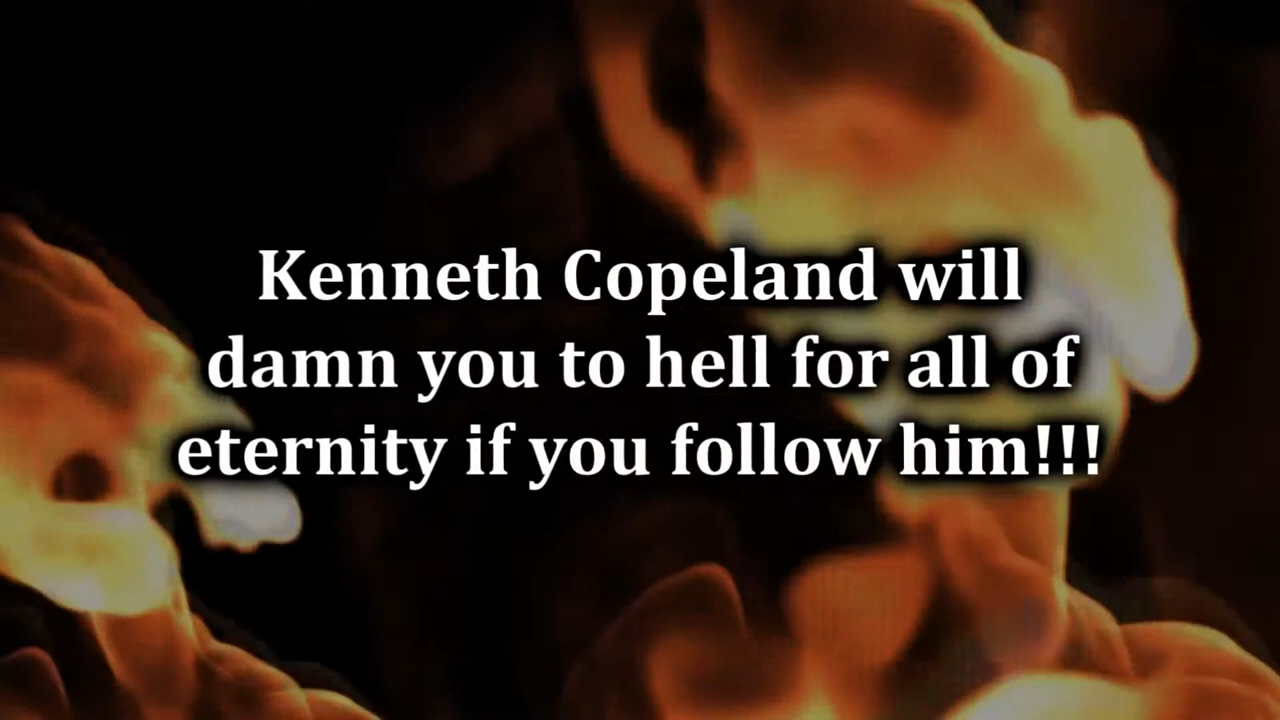 Kenneth Copeland will
damn you to hell for all of
eternity if you follow him!!!